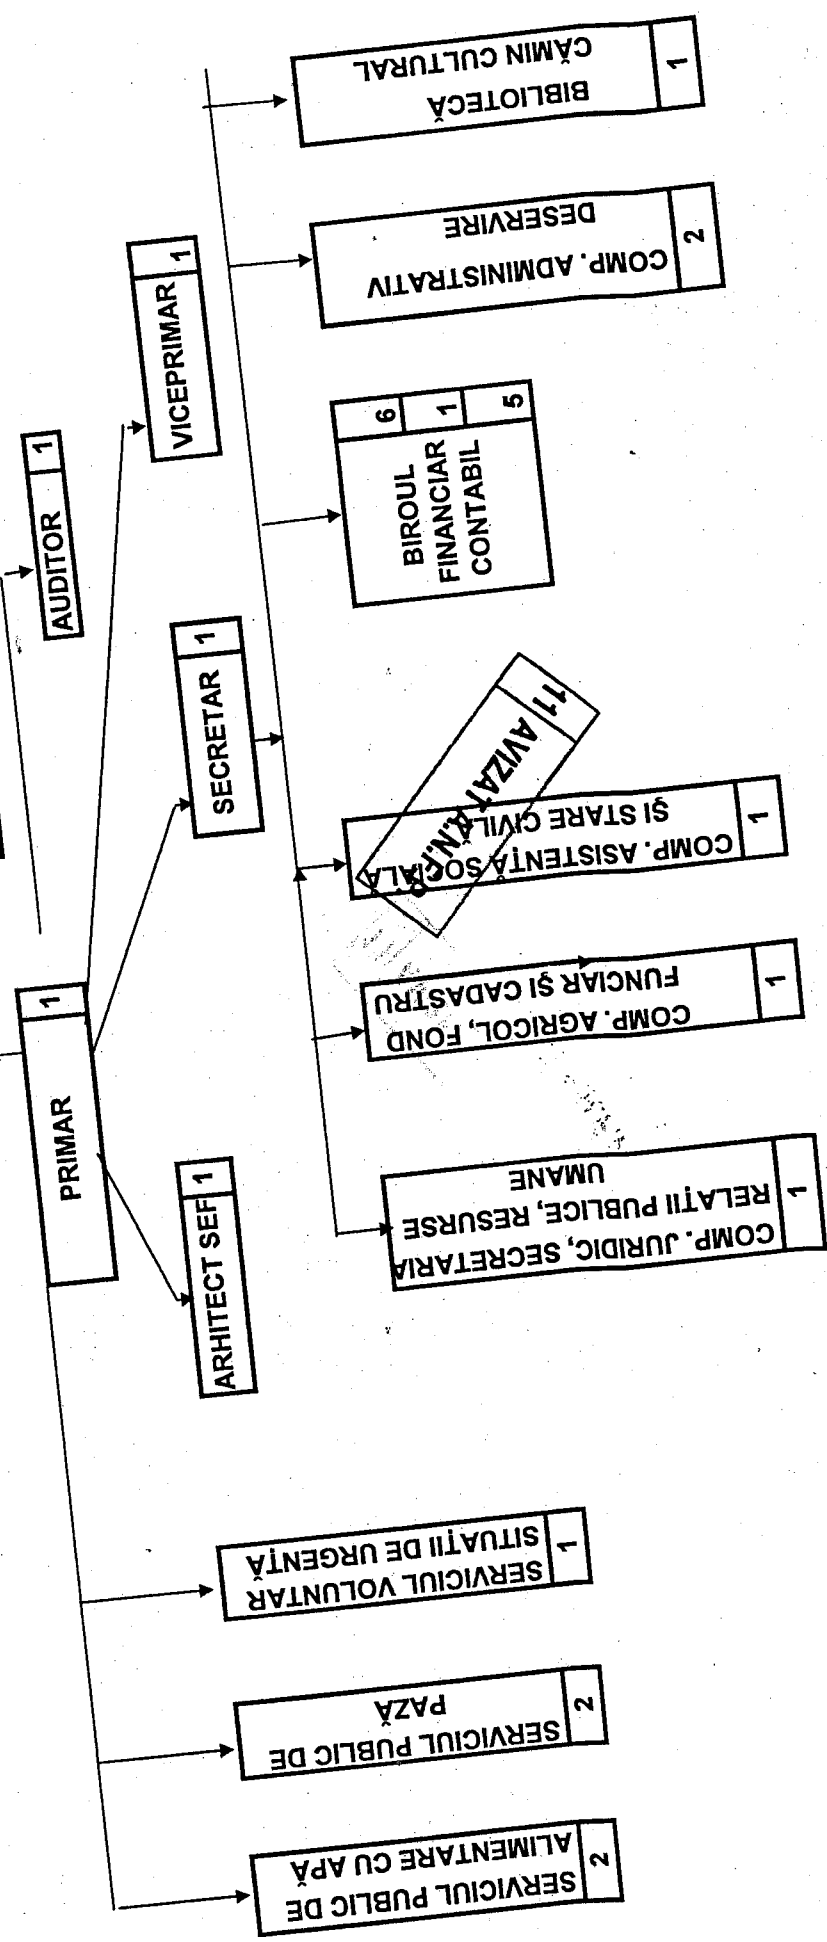 AUDITOR 1
PRIMAR 1
VICEPRIMAR 1
SECRETAR 1
ARHITECT SEF 1
BIBLIOTECĂ
CĂMIN CULTURAL
1
COMP. ADMINISTRATIV
DESERVIRE
2
BIROUL
FINANCIAR
CONTABIL
6
1
5
COMP. ASISTENȚĂ SOCIALĂ
ȘI STARE CIVILĂ
1
11
AVIZAT A.N.F.P.
COMP. AGRICOL, FOND
FUNCIAR ȘI CADASTRU
1
COMP. JURIDIC, SECRETARIA
RELAȚII PUBLICE, RESURSE
UMANE
1
SERVICIUL VOLUNTAR
SITUAȚII DE URGENȚĂ
1
SERVICIUL PUBLIC DE
PAZĂ
2
SERVICIUL PUBLIC DE
ALIMENTARE CU APĂ
2